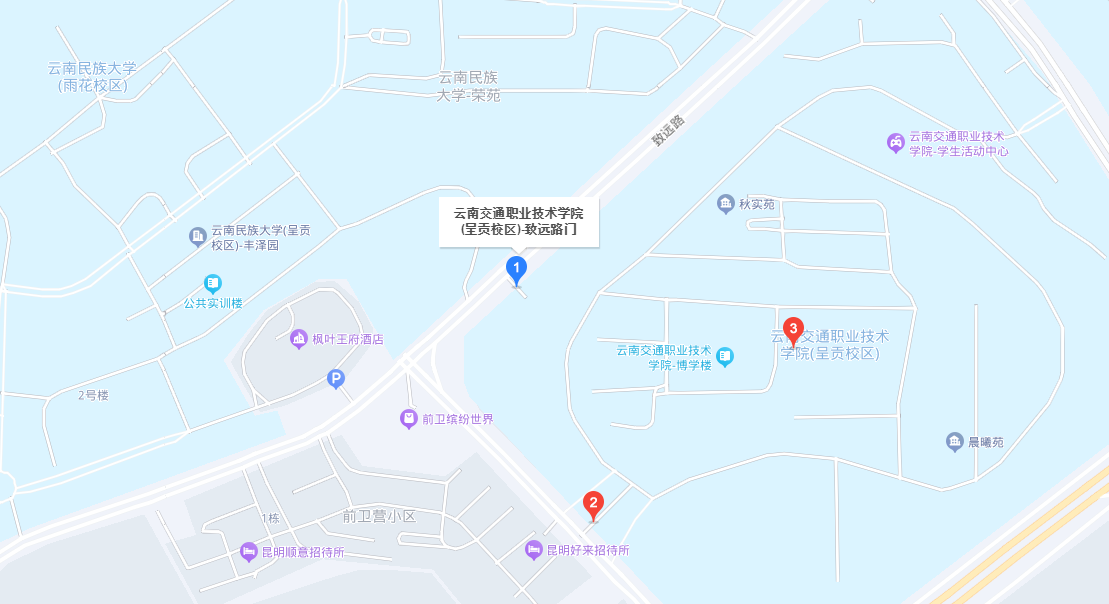 云南民族大学
(雨花校区)
云南民族
大学-荣苑
致远路
云南交通职业技术
学院-学生活动中心
云南交通职业技术学院
(呈贡校区)-致远路门
秋实苑
云南民族大学(呈贡
校区)-丰泽园
1
公共实训楼
3
云南交通职业技术
学院(呈贡校区)
枫叶王府酒店
云南交通职业技术
学院-博学楼
P
2号楼
前卫缤纷世界
晨曦苑
2
1栋
前卫营小区
昆明顺意招待所
昆明好来招待所